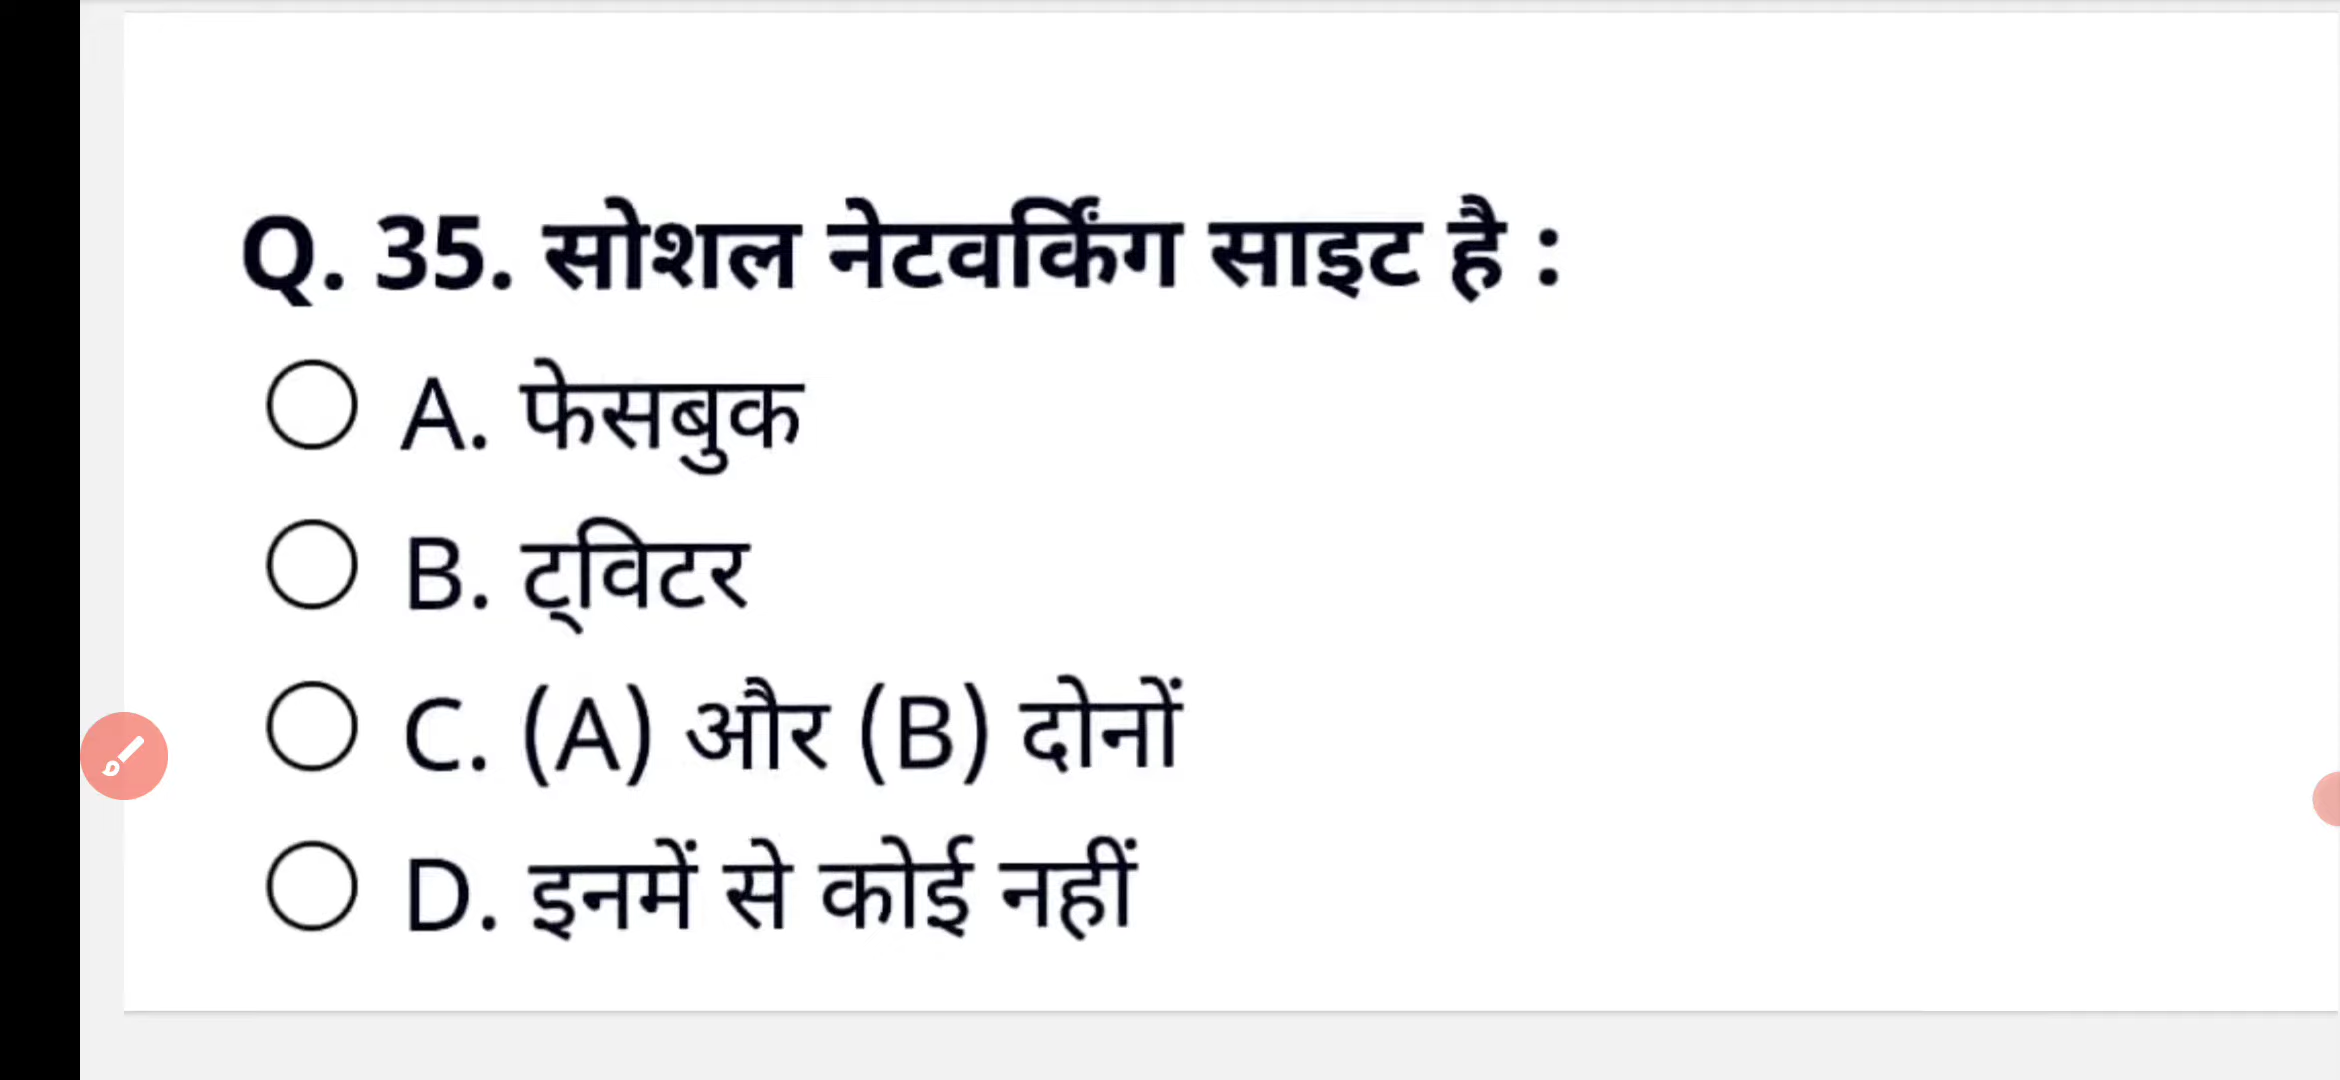 Q. 35. सोशल नेटवर्किंग साइट है :
A. फेसबुक
B. ट्विटर
C. (A) और (B) दोनों
D. इनमें से कोई नहीं